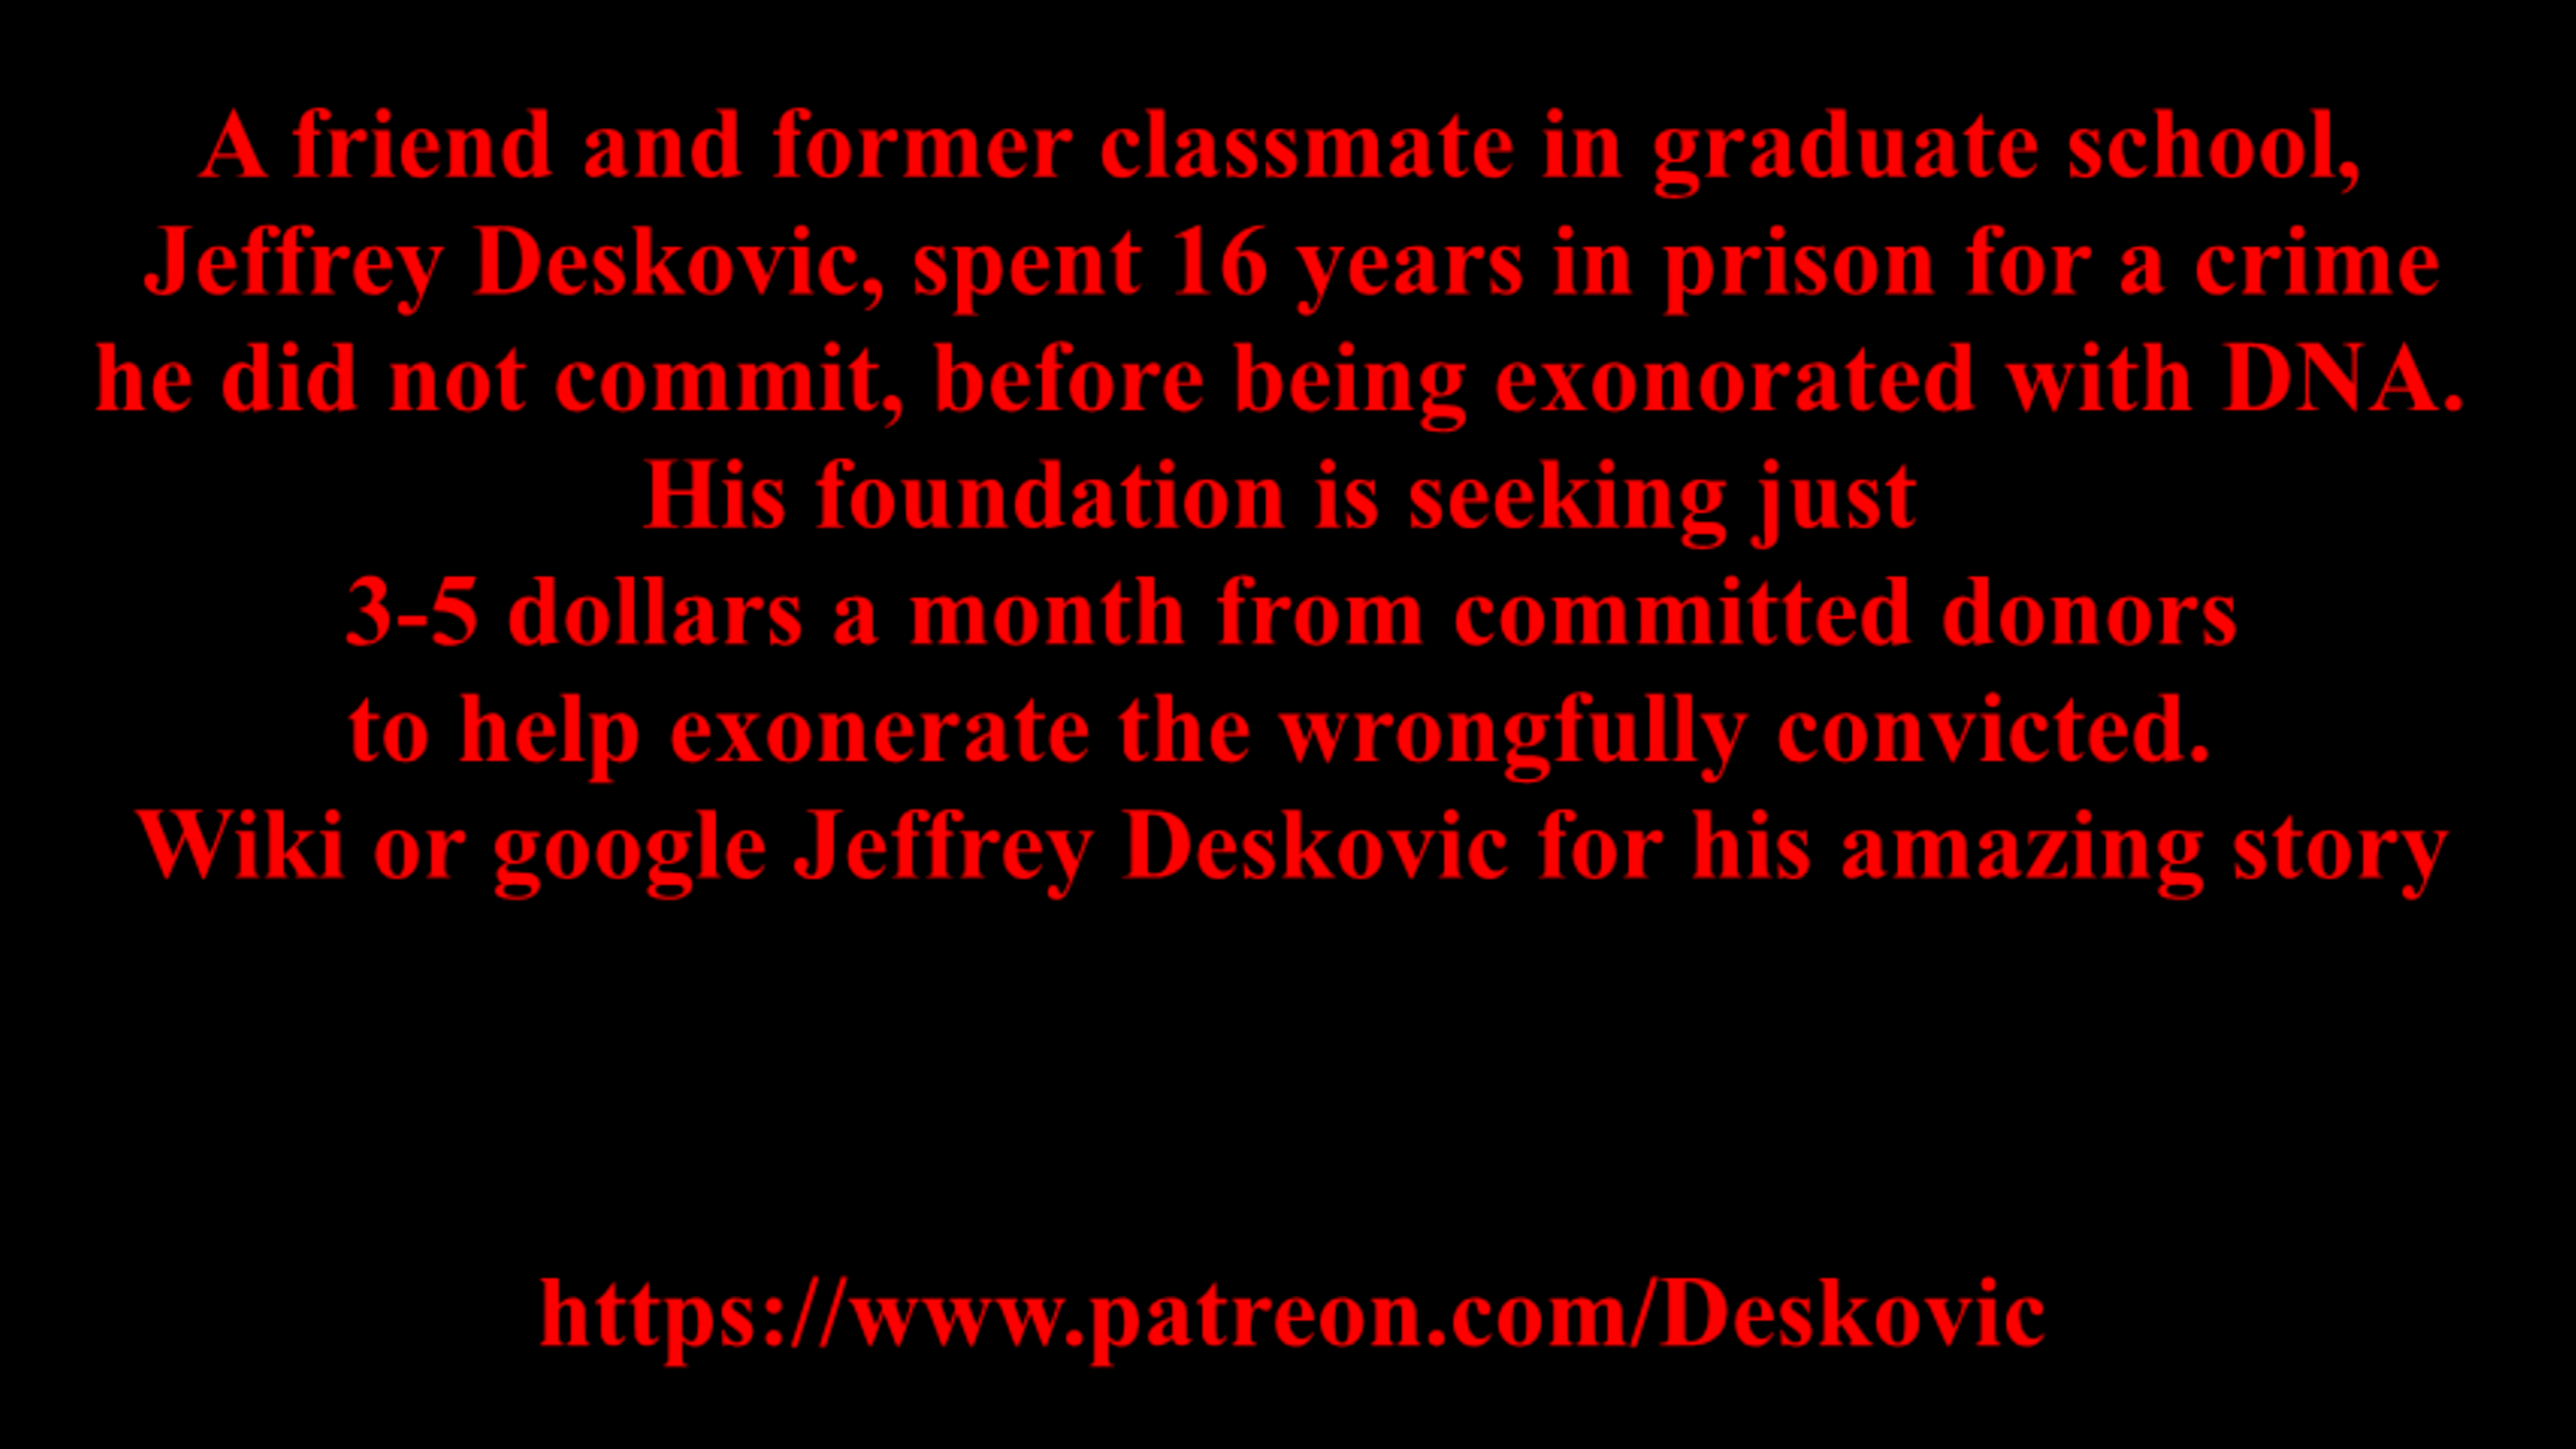 A friend and former classmate in graduate school,
Jeffrey Deskovic, spent 16 years in prison for a crime
he did not commit, before being exonorated with DNA.
His foundation is seeking just
3-5 dollars a month from committed donors
to help exonerate the wrongfully convicted.
Wiki or google Jeffrey Deskovic for his amazing story
https://www.patreon.com/Deskovic